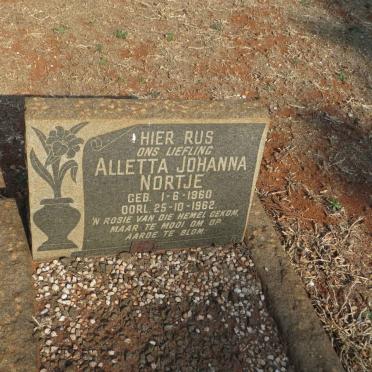 HIER RUS
ONS LIEFLING
ALLETTA JOHANNA
NORTJE
GEB. 1-6-1960
OORL. 25-10-1962.
'N ROSIE VAN DIE HEMEL GEKOM,
MAAR TE MOOI OM OP
AARDE TE BLOM.